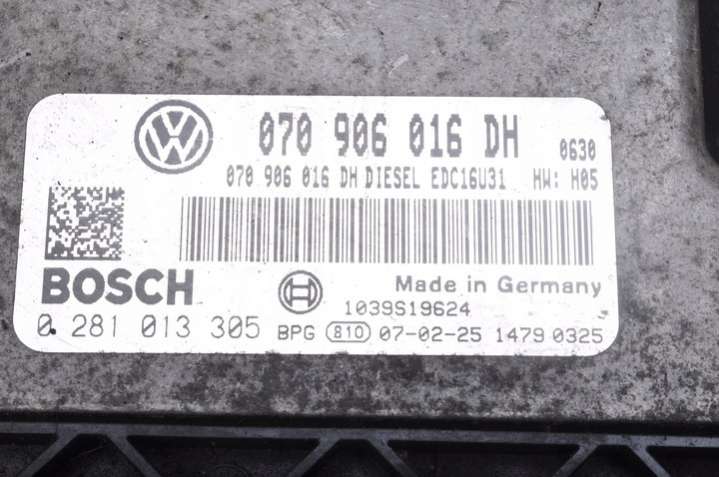 070 906 016 DH 0630
070 906 016 DH DIESEL EDC16U31 HW: H05
BOSCH
Made in Germany
1039S19624
0 281 013 305 BPG 810 07-02-25 1479 0325